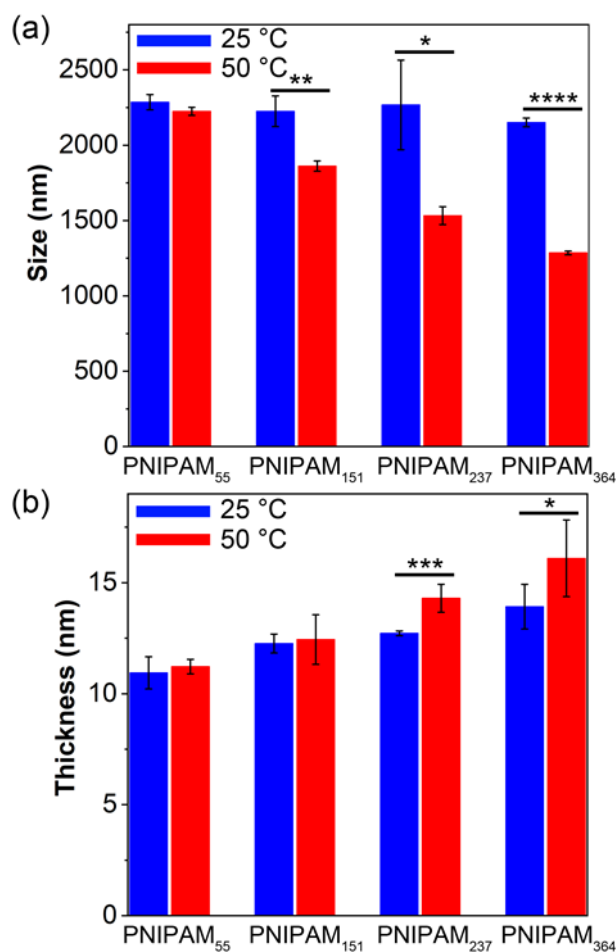 (a)
25 °C
50 °C
**
*
****
2500
2000
1500
1000
500
0
Size (nm)
PNIPAM₅₅ PNIPAM₁₅₁ PNIPAM₂₃₇ PNIPAM₃₆₄
(b)
25 °C
50 °C
***
*
15
10
5
0
Thickness (nm)
PNIPAM₅₅ PNIPAM₁₅₁ PNIPAM₂₃₇ PNIPAM₃₆₄